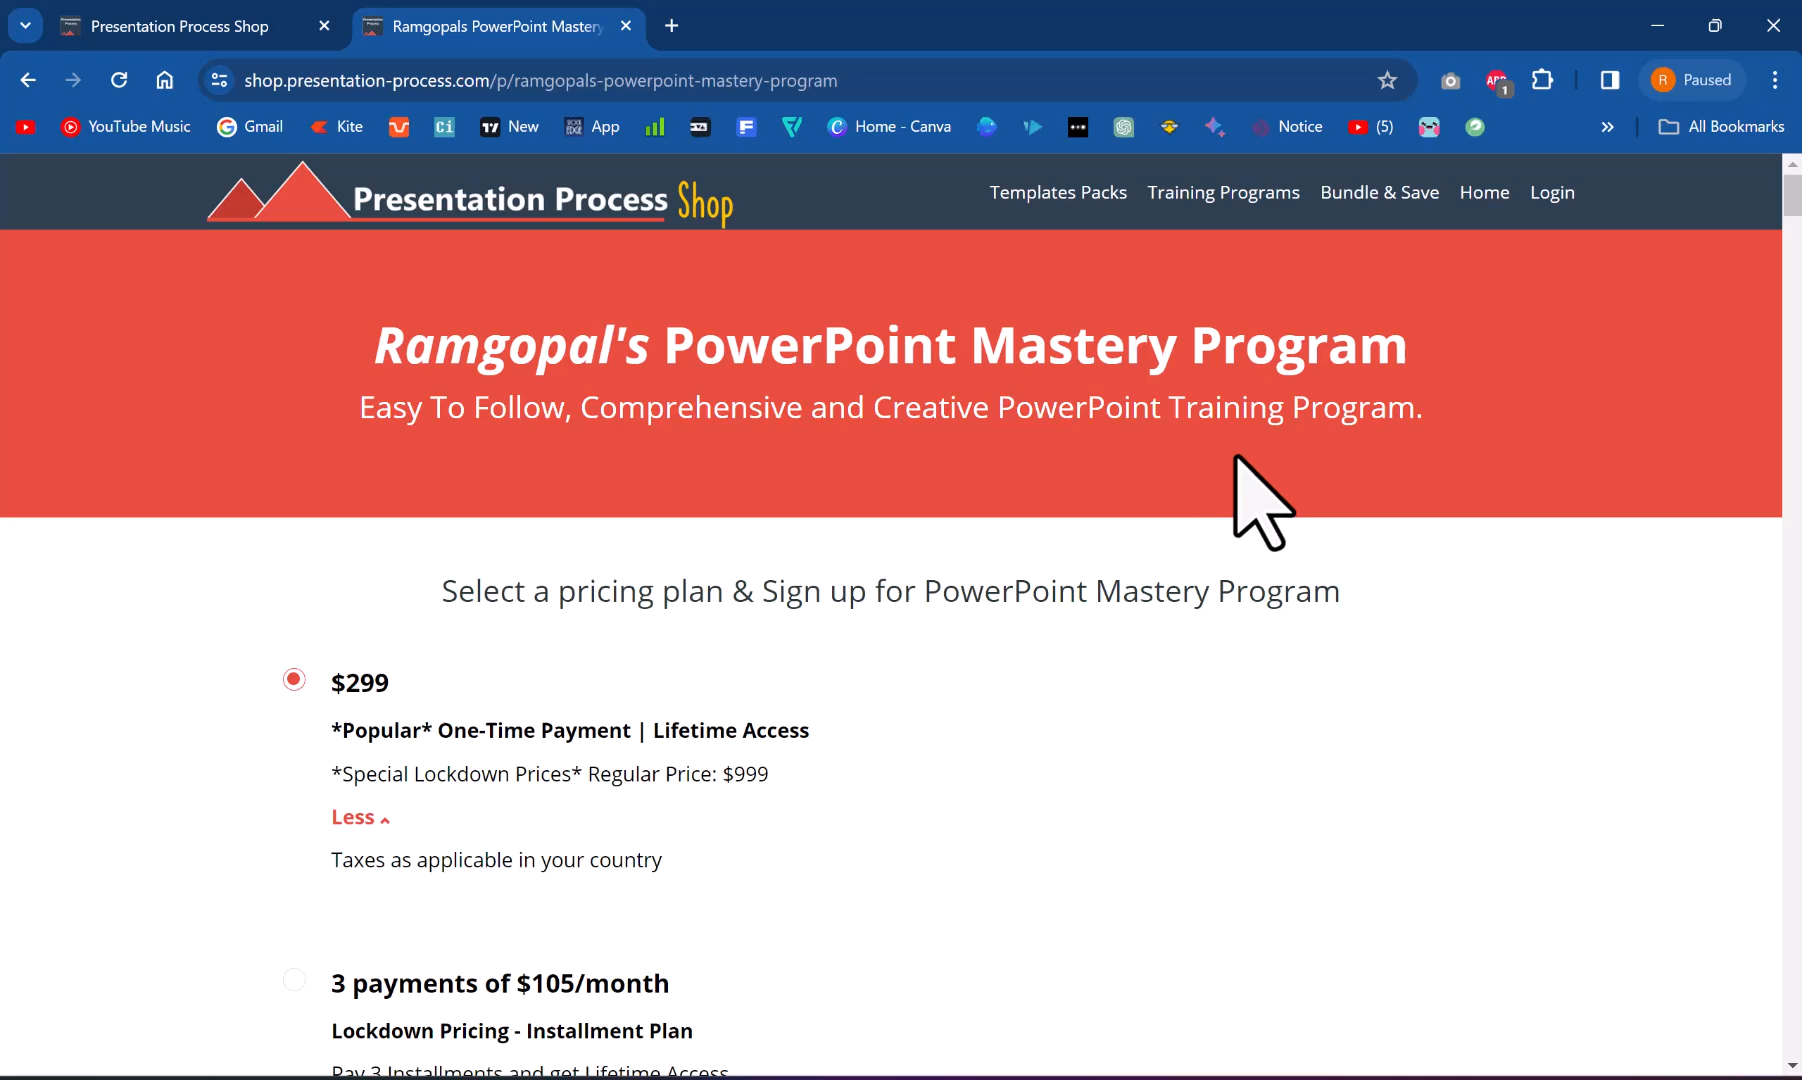 Presentation Process Shop
Ramgopals PowerPoint Mastery
shop.presentation-process.com/p/ramgopals-powerpoint-mastery-program
ABP
1
R Paused
YouTube Music
Gmail
Kite
Ci
New
App
Home - Canva
Notice
(5)
»
All Bookmarks
Presentation Process Shop
Templates Packs
Training Programs
Bundle & Save
Home
Login
Ramgopal's PowerPoint Mastery Program
Easy To Follow, Comprehensive and Creative PowerPoint Training Program.
Select a pricing plan & Sign up for PowerPoint Mastery Program
$299
*Popular* One-Time Payment | Lifetime Access
*Special Lockdown Prices* Regular Price: $999
Less
Taxes as applicable in your country
3 payments of $105/month
Lockdown Pricing - Installment Plan
Pay 3 Installments and get Lifetime Access